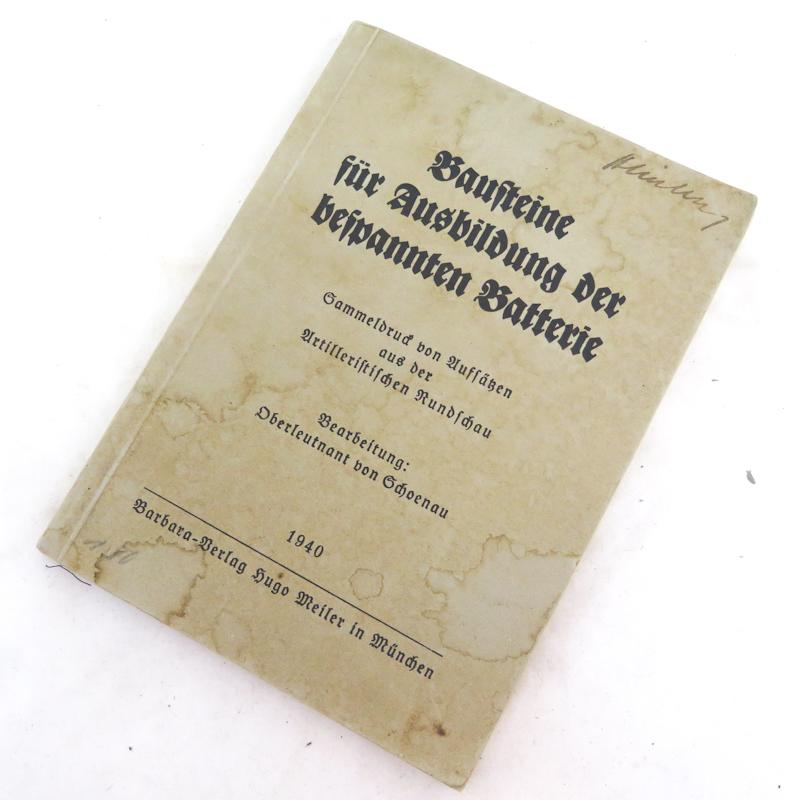 Bauſteine
für Ausbildung der
beſpannten Batterie
Sammeldruck von Aufſätzen
aus der
Artilleriſtiſchen Rundſchau
Bearbeitung:
Oberleutnant von Schoenau
1940
Barbara-Verlag Hugo Meiler in München